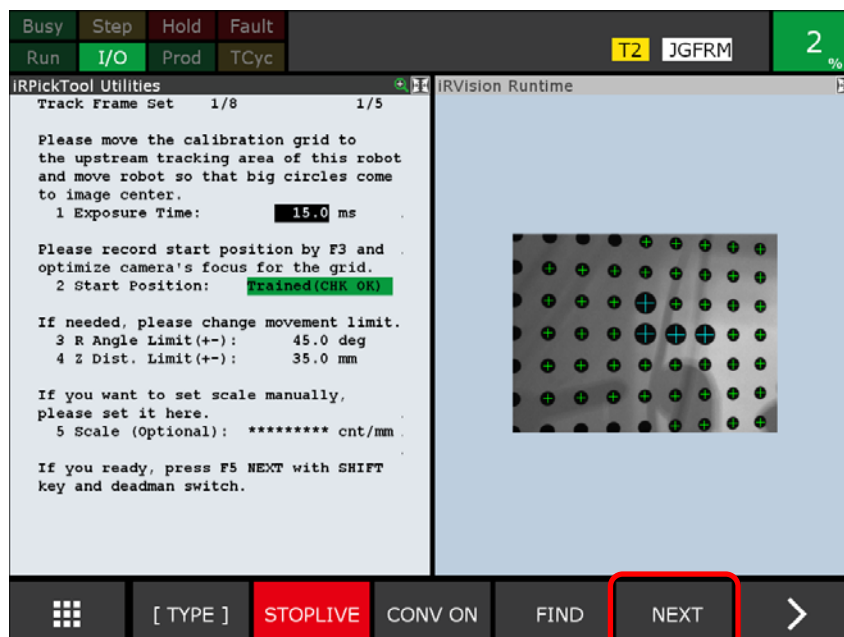 Busy Step Hold Fault
Run I/O Prod TCyc
T2 JGFRM
2
%
iRPickTool Utilities
Track Frame Set 1/8 1/5
Please move the calibration grid to
the upstream tracking area of this robot
and move robot so that big circles come
to image center.
1 Exposure Time: 15.0 ms
Please record start position by F3 and
optimize camera's focus for the grid.
2 Start Position: Trained(CHK OK)
If needed, please change movement limit.
3 R Angle Limit(+-): 45.0 deg
4 Z Dist. Limit(+-): 35.0 mm
If you want to set scale manually,
please set it here.
5 Scale (Optional): ********* cnt/mm
If you ready, press F5 NEXT with SHIFT
key and deadman switch.
iRVision Runtime
[ TYPE ] STOPLIVE CONV ON FIND NEXT >